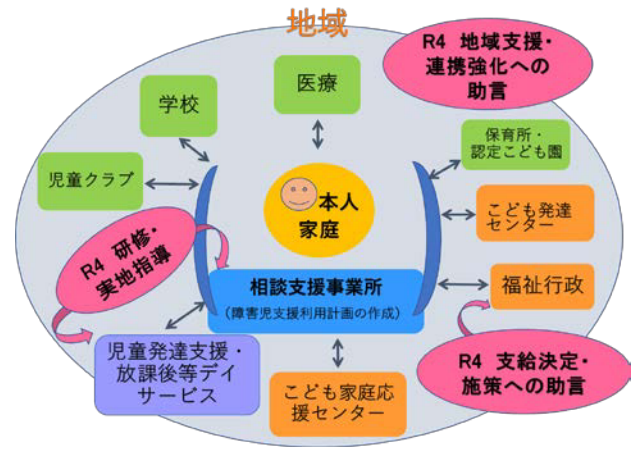 地域
R4 地域支援・
連携強化への
助言
医療
学校
保育所・
認定こども園
児童クラブ
本人
家庭
こども発達
センター
R4 研修・
実地指導
相談支援事業所
(障害児支援利用計画の作成)
福祉行政
児童発達支援・
放課後等デイ
サービス
こども家庭応
援センター
R4 支給決定・
施策への助言